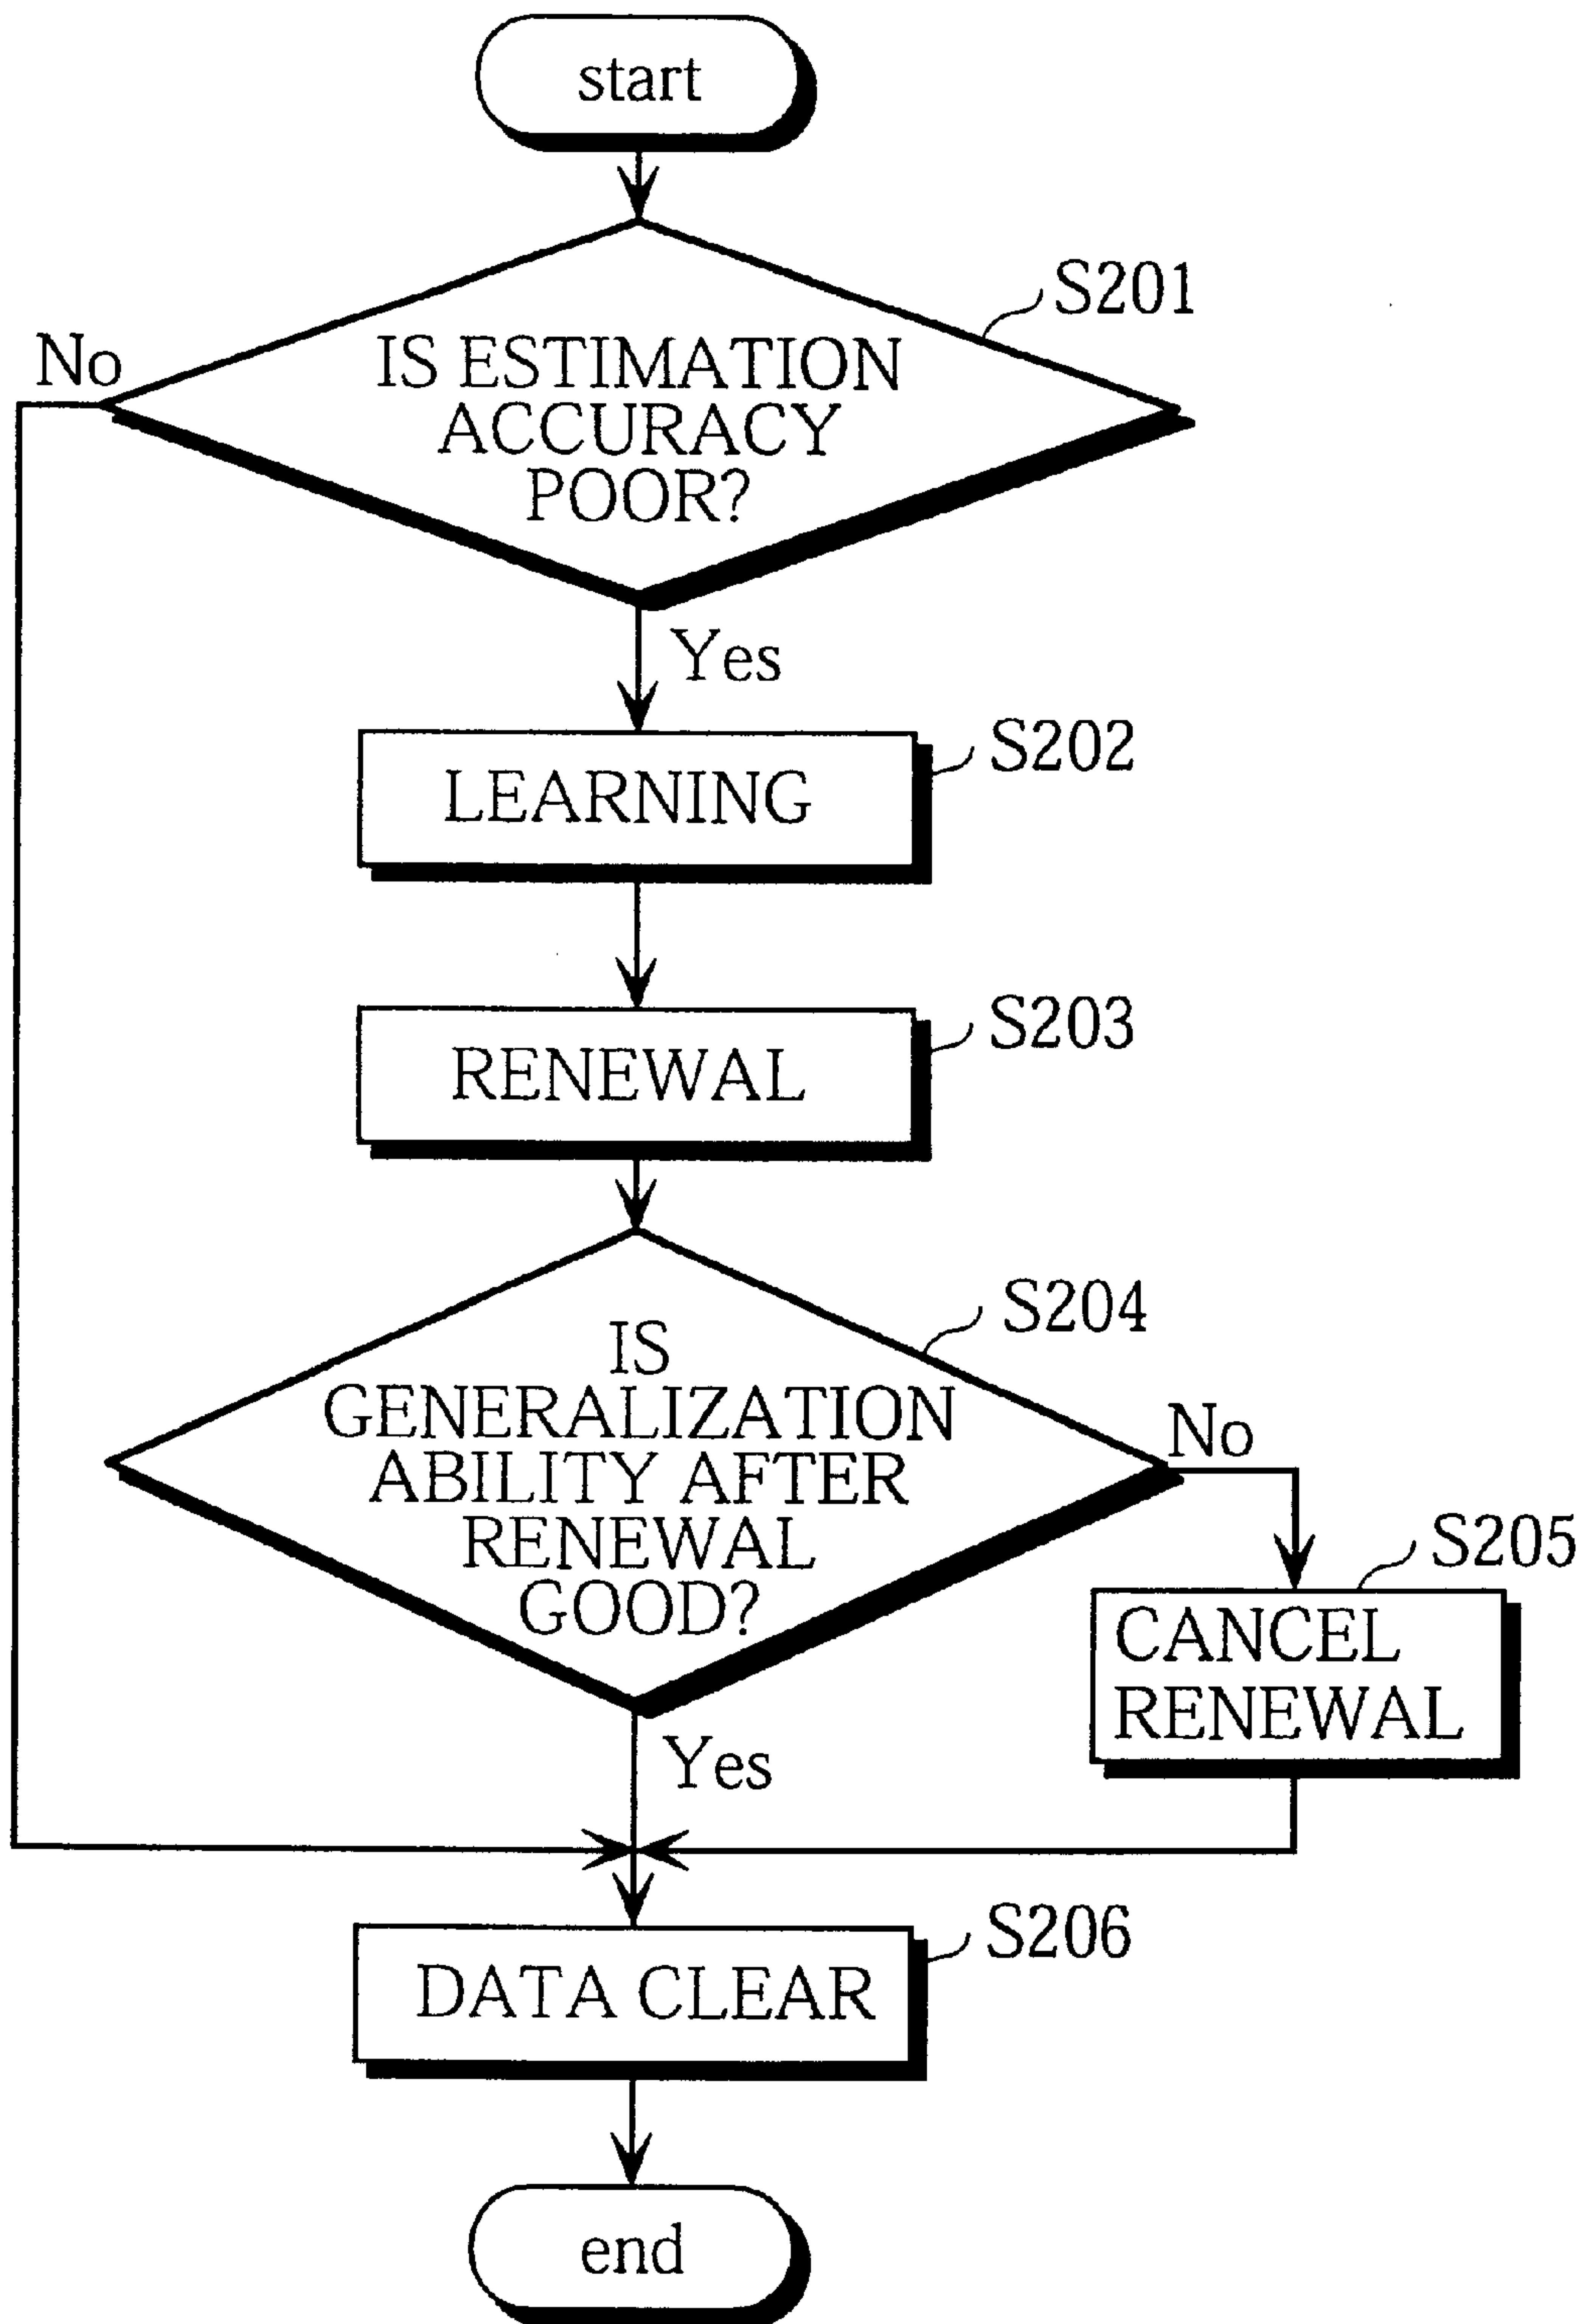 start
S201
No
IS ESTIMATION
ACCURACY
POOR?
Yes
S202
LEARNING
S203
RENEWAL
S204
IS
GENERALIZATION
ABILITY AFTER
RENEWAL
GOOD?
No
S205
CANCEL
RENEWAL
Yes
S206
DATA CLEAR
end